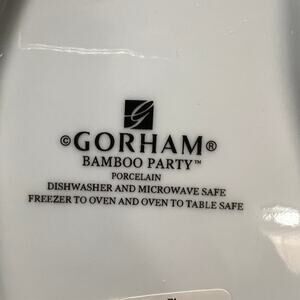 G
©GORHAM®
BAMBOO PARTY™
PORCELAIN
DISHWASHER AND MICROWAVE SAFE
FREEZER TO OVEN AND OVEN TO TABLE SAFE